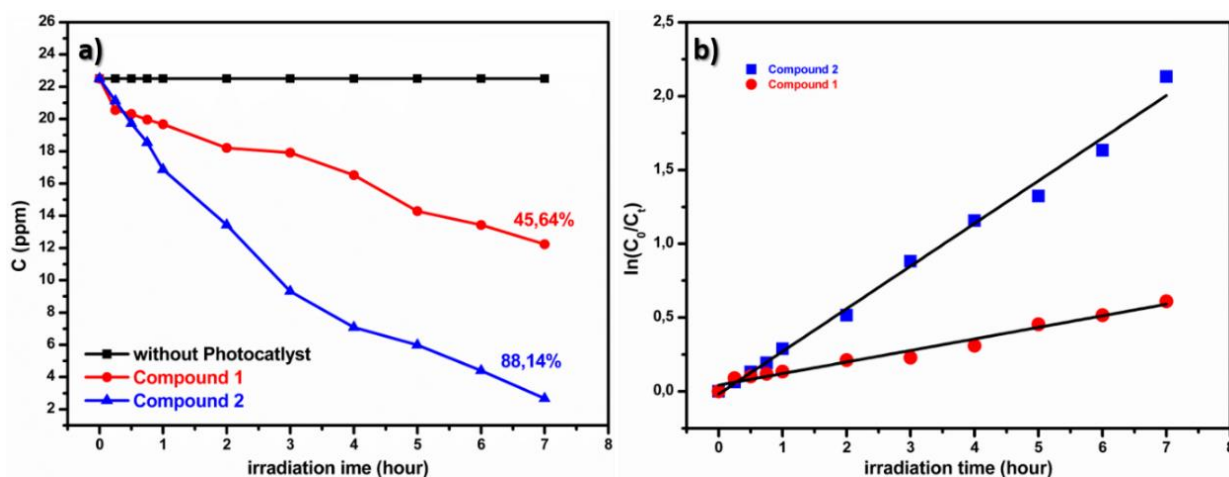 a)
C (ppm)
26
24
22
20
18
16
14
12
10
8
6
4
2
45,64%
88,14%
without Photocatlyst
Compound 1
Compound 2
0 1 2 3 4 5 6 7 8
irradiation ime (hour)
b)
Compound 2
Compound 1
ln(C₀/Cₜ)
2,5
2,0
1,5
1,0
0,5
0,0
0 1 2 3 4 5 6 7 8
irradiation time (hour)